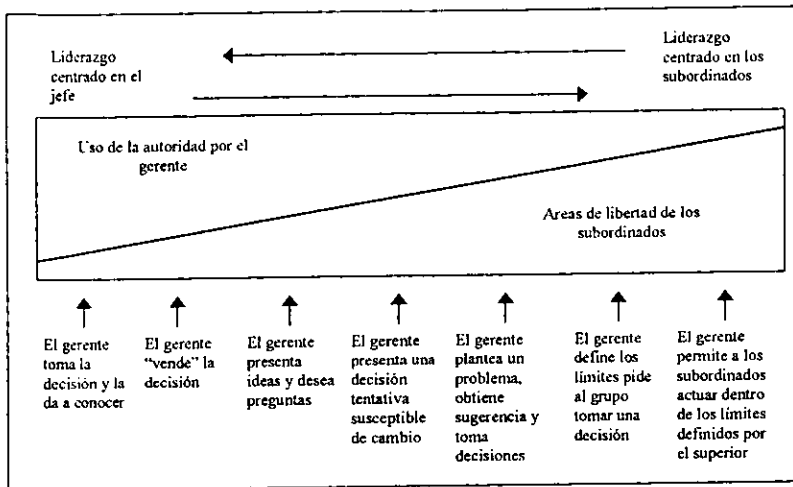 Liderazgo
centrado en el
jefe
Liderazgo
centrado en los
subordinados
Uso de la autoridad por el
gerente
Areas de libertad de los
subordinados
El gerente
toma la
decisión y la
da a conocer
El gerente
“vende” la
decisión
El gerente
presenta
ideas y desea
preguntas
El gerente
presenta una
decisión
tentativa
susceptible
de cambio
El gerente
plantea un
problema,
obtiene
sugerencia y
toma
decisiones
El gerente
define los
límites pide
al grupo
tomar una
decisión
El gerente
permite a los
subordinados
actuar dentro
de los límites
definidos por
el superior